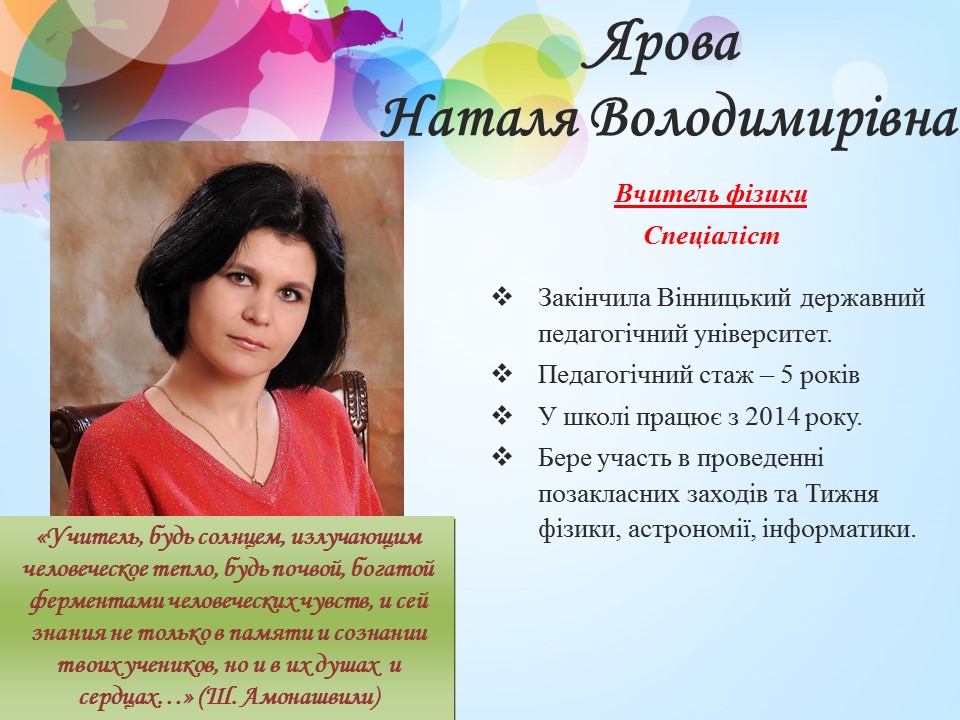 Ярова
Наталя Володимирівна
Вчитель фізики
Спеціаліст
Закінчила Вінницький державний
педагогічний університет.
Педагогічний стаж – 5 років
У школі працює з 2014 року.
Бере участь в проведенні
позакласних заходів та Тижня
фізики, астрономії, інформатики.
«Учитель, будь солнцем, излучающим
человеческое тепло, будь почвой, богатой
ферментами человеческих чувств, и сей
знания не только в памяти и сознании
твоих учеников, но и в их душах и
сердцах…» (Ш. Амонашвили)